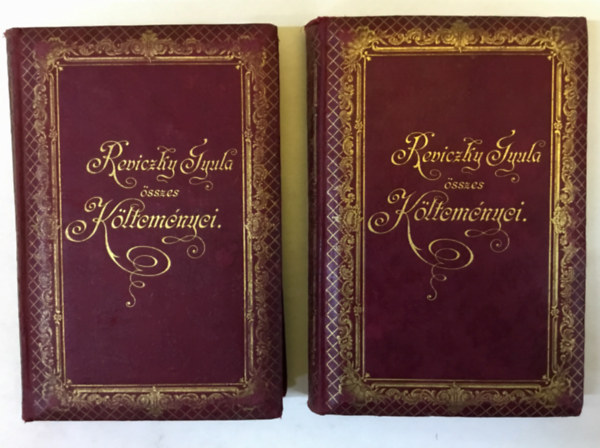 Reviczky Gyula
összes
Költeményei.
Reviczky Gyula
összes
Költeményei.